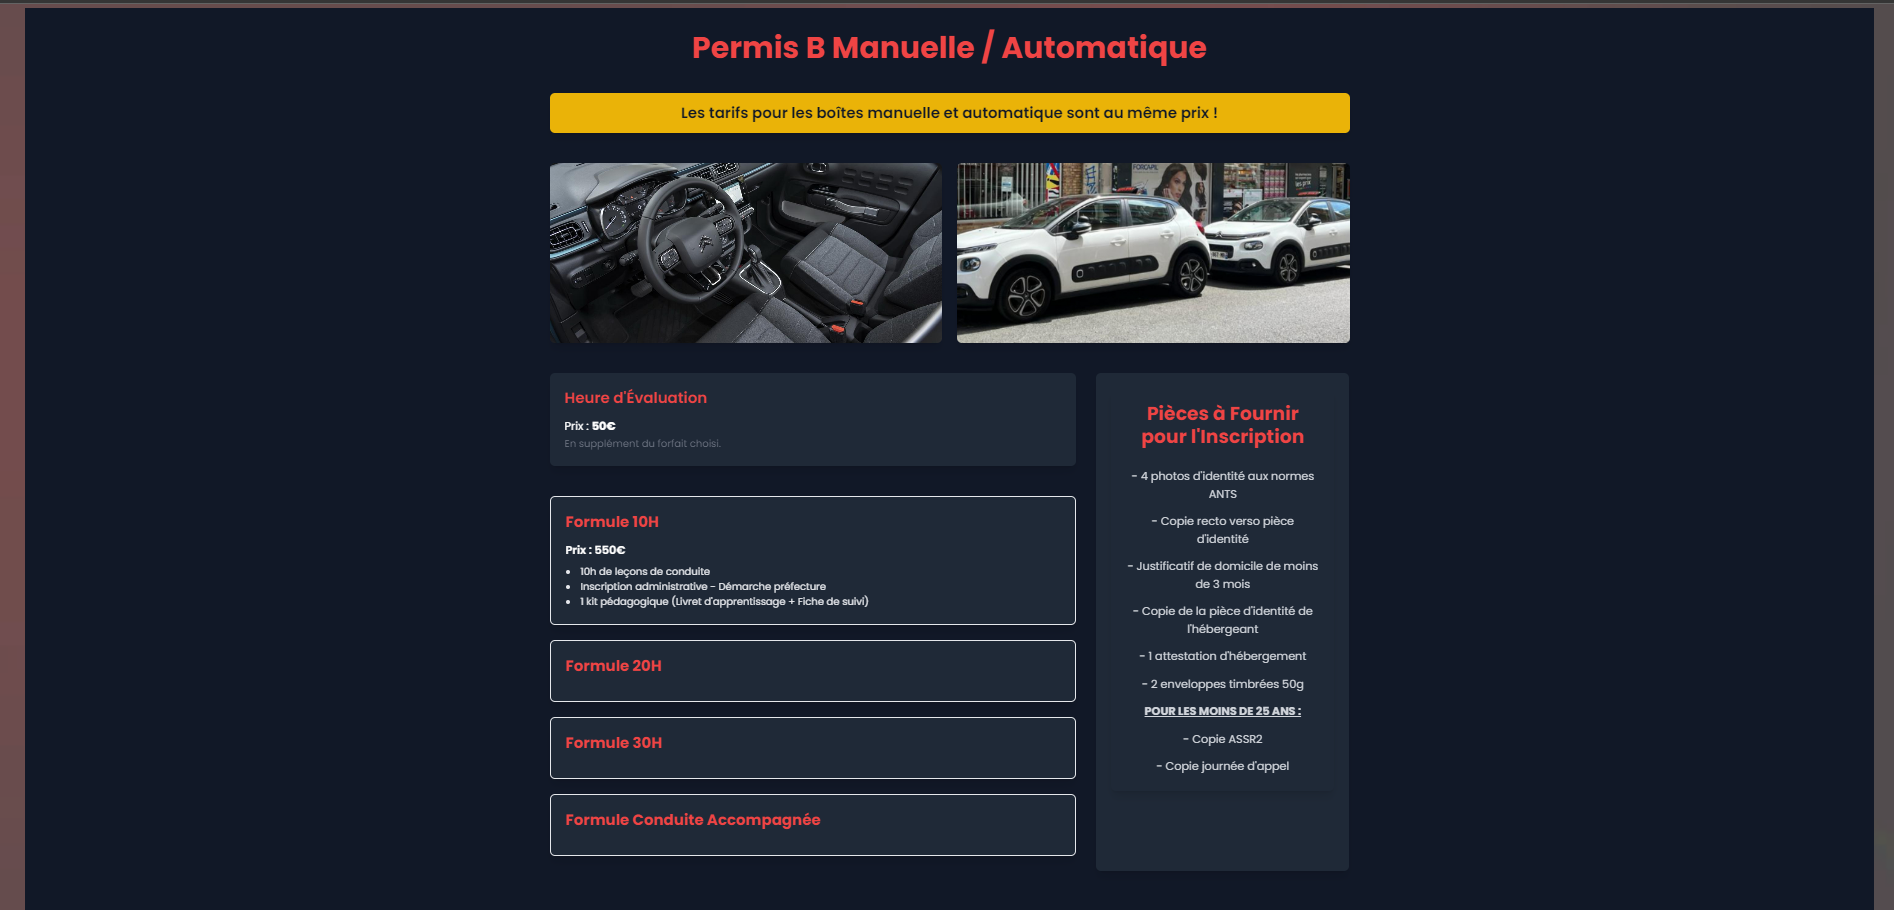 Permis B Manuelle / Automatique
Les tarifs pour les boîtes manuelle et automatique sont au même prix !
Heure d'Évaluation
Prix : 50€
En supplément du forfait choisi.
Formule 10H
Prix : 550€
• 10h de leçons de conduite
• Inscription administrative - Démarche préfecture
• 1 kit pédagogique (Livret d'apprentissage + Fiche de suivi)
Formule 20H
Formule 30H
Formule Conduite Accompagnée
Pièces à Fournir
pour l'Inscription
- 4 photos d'identité aux normes
ANTS
- Copie recto verso pièce
d'identité
- Justificatif de domicile de moins
de 3 mois
- Copie de la pièce d'identité de
l'hébergeant
- 1 attestation d'hébergement
- 2 enveloppes timbrées 50g
POUR LES MOINS DE 25 ANS :
- Copie ASSR2
- Copie journée d'appel